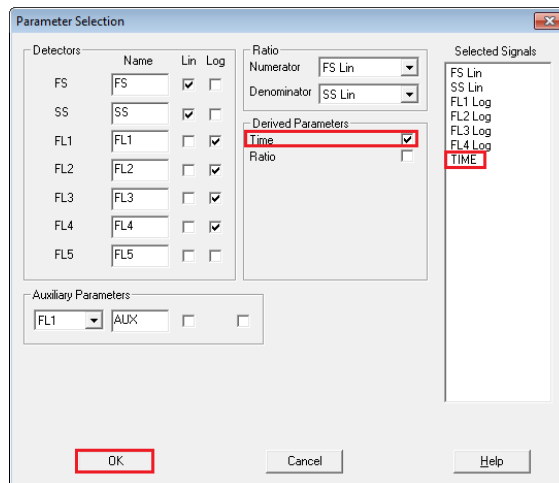 Parameter Selection
Detectors
Name Lin Log
FS FS
SS SS
FL1 FL1
FL2 FL2
FL3 FL3
FL4 FL4
FL5 FL5
Auxiliary Parameters
FL1 AUX
Ratio
Numerator FS Lin
Denominator SS Lin
Derived Parameters
Time
Ratio
Selected Signals
FS Lin
SS Lin
FL1 Log
FL2 Log
FL3 Log
FL4 Log
TIME
OK Cancel Help